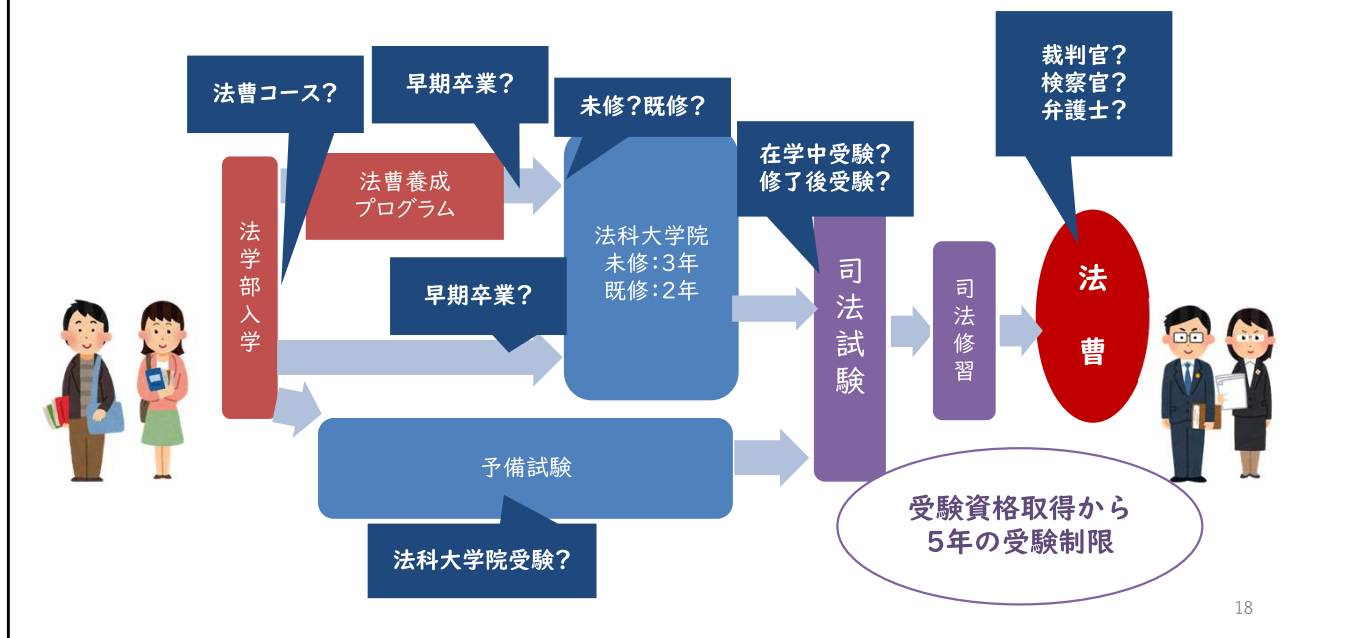 法曹コース?
早期卒業?
未修?既修?
在学中受験?
修了後受験?
裁判官?
検察官?
弁護士?
法学部入学
法曹養成
プログラム
早期卒業?
法科大学院
未修:3年
既修:2年
司法試験
司法修習
法曹
予備試験
法科大学院受験?
受験資格取得から
5年の受験制限
18